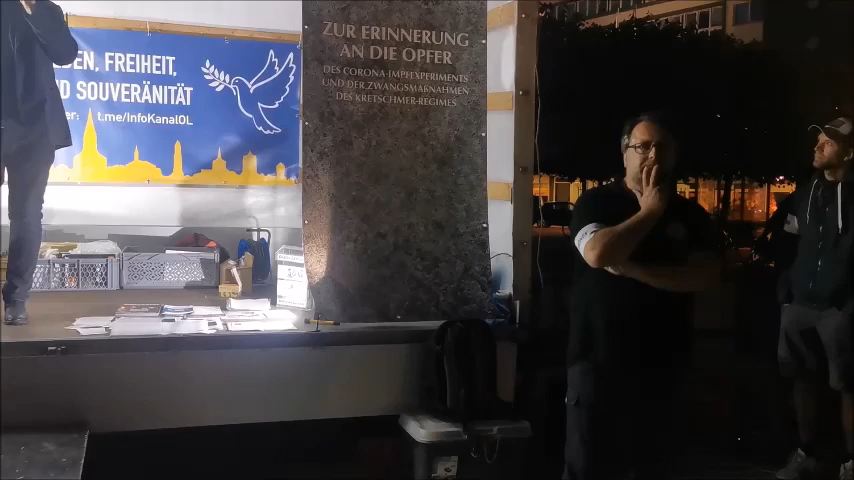 DEN, FREIHEIT,
D SOUVERÄNITÄT
er: t.me/InfoKanalOL
ZUR ERINNERUNG
AN DIE OPFER
DES CORONA-IMPFEXPERIMENTS
UND DER ZWANGSMAßNAHMEN
DES KRETSCHMER-REGIMES